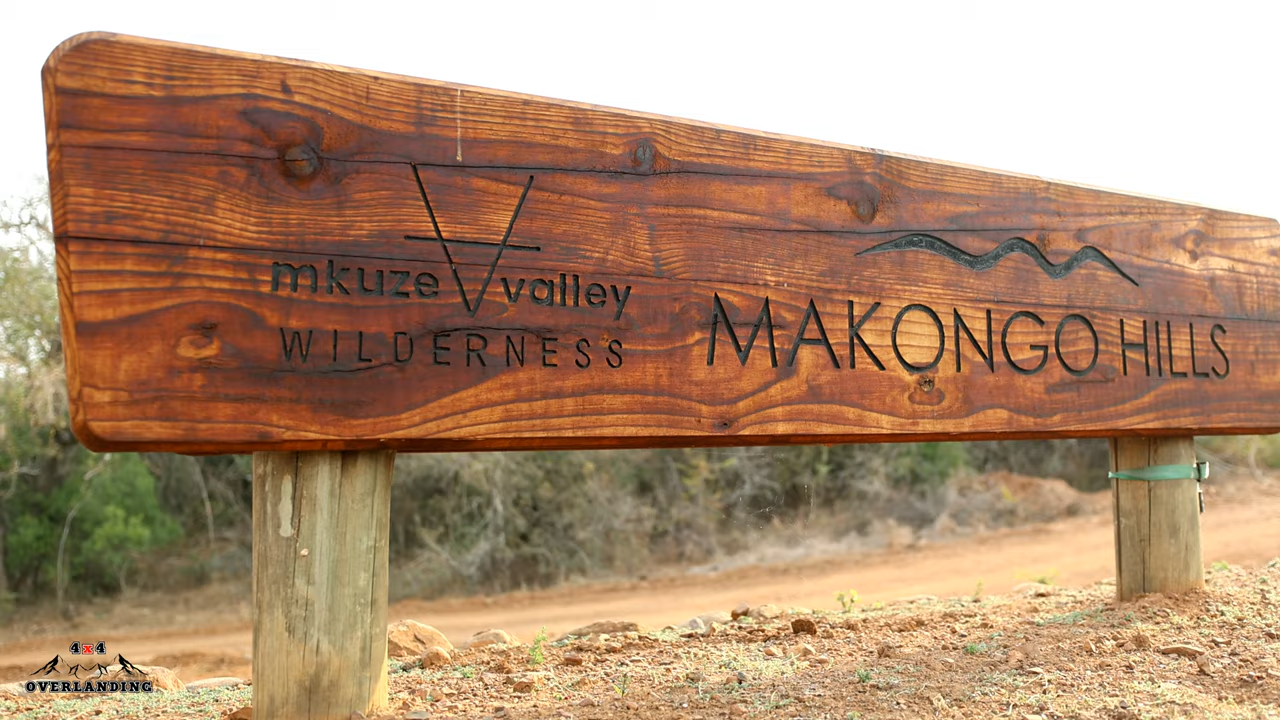 mkuze valley
WILDERNESS
MAKONGO HILLS
4x4
OVERLANDING